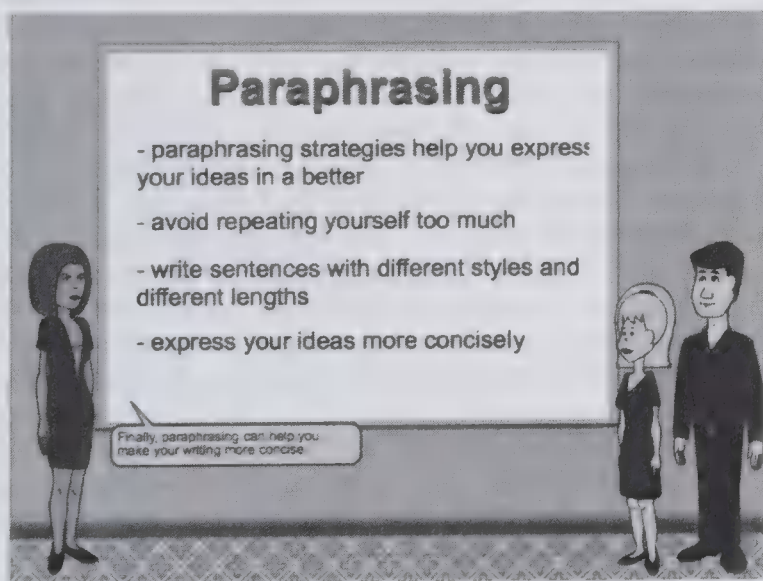 Paraphrasing
- paraphrasing strategies help you express
your ideas in a better
- avoid repeating yourself too much
- write sentences with different styles and
different lengths
- express your ideas more concisely
Finally, paraphrasing can help you
make your writing more concise.